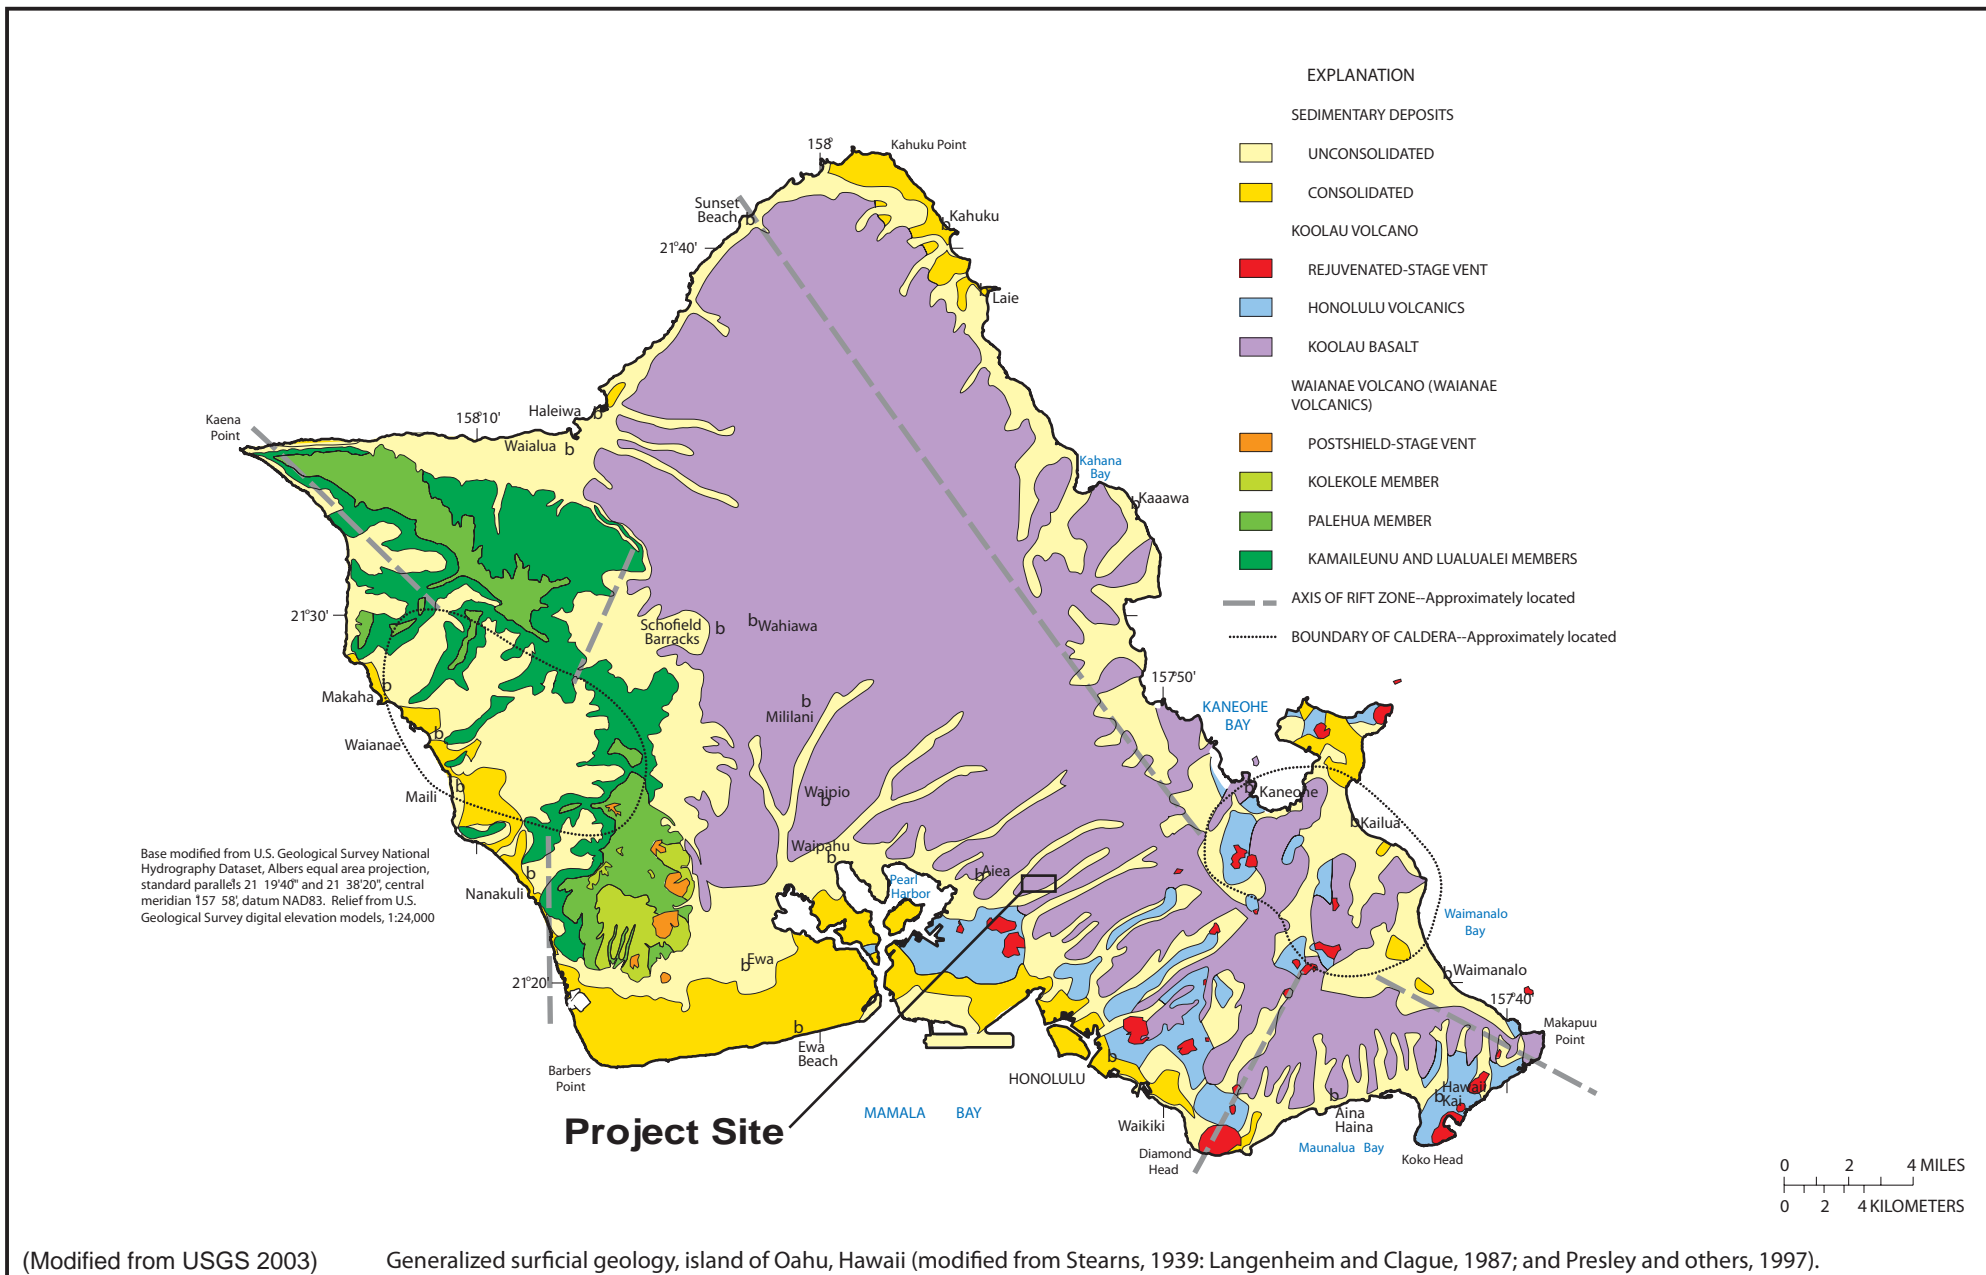 EXPLANATION
SEDIMENTARY DEPOSITS
UNCONSOLIDATED
CONSOLIDATED
KOOLAU VOLCANO
REJUVENATED-STAGE VENT
HONOLULU VOLCANICS
KOOLAU BASALT
WAIANAE VOLCANO (WAIANAE
VOLCANICS)
POSTSHIELD-STAGE VENT
KOLEKOLE MEMBER
PALEHUA MEMBER
KAMAILEUNU AND LUALUALEI MEMBERS
AXIS OF RIFT ZONE--Approximately located
BOUNDARY OF CALDERA--Approximately located
158°
Kahuku Point
Sunset
Beach
b
b
Kahuku
21°40'
b
Laie
Kaena
Point
158°10'
Haleiwa
b
Waialua
b
Kahana
Bay
b
Kaaawa
21°30'
Schofield
Barracks
b
b
Wahiawa
Makaha
b
b
Mililani
157°50'
KANEOHE
BAY
Waianae
b
Maili
b
Waipio
b
b
Kaneohe
b
Kailua
Waipahu
b
Base modified from U.S. Geological Survey National
Hydrography Dataset, Albers equal area projection,
standard parallels 21 19'40" and 21 38'20", central
meridian 157 58', datum NAD83. Relief from U.S.
Geological Survey digital elevation models, 1:24,000
Nanakuli
b
Pearl
Harbor
b
Aiea
Waimanalo
Bay
b
Ewa
b
Waimanalo
21°20'
157°40'
b
Ewa
Beach
Makapuu
Point
Barbers
Point
HONOLULU
b
b
Hawaii
Kai
b
Aina
Haina
MAMALA BAY
Project Site
Waikiki
Diamond
Head
Maunalua Bay
Koko Head
0 2 4 MILES
0 2 4 KILOMETERS
(Modified from USGS 2003)
Generalized surficial geology, island of Oahu, Hawaii (modified from Stearns, 1939: Langenheim and Clague, 1987; and Presley and others, 1997).